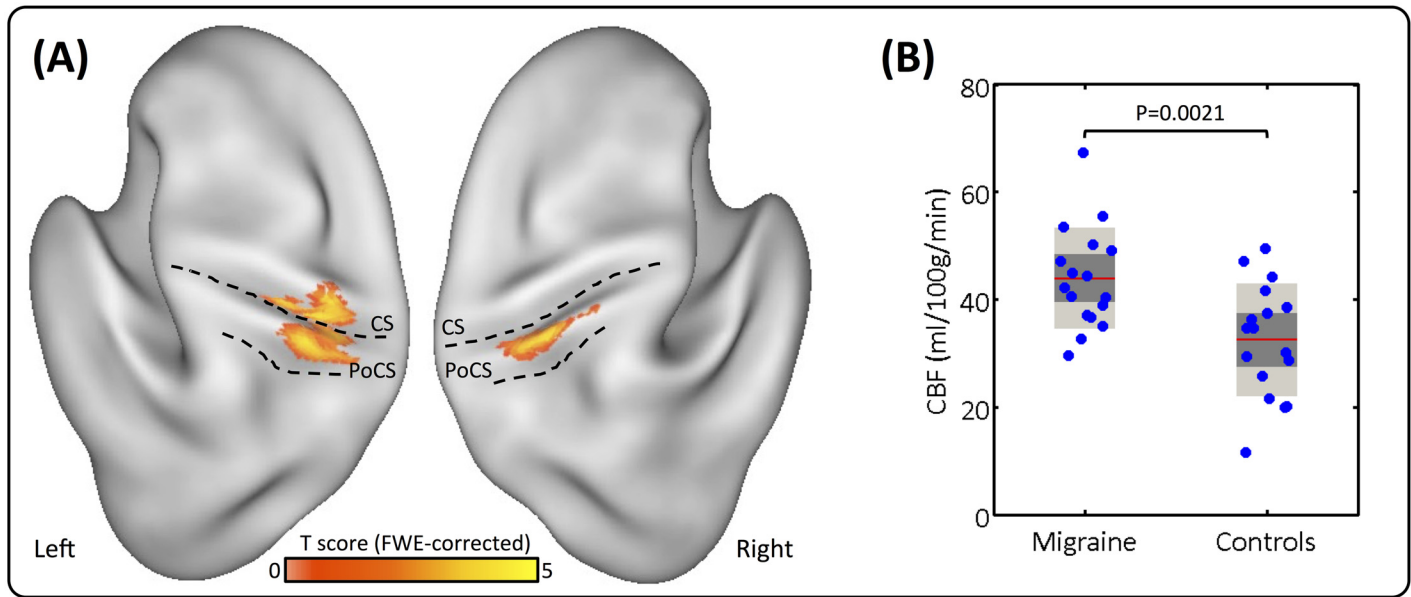 (A)
CS
PoCS
CS
PoCS
Left
Right
T score (FWE-corrected)
0
5
(B)
CBF (ml/100g/min)
80
60
40
20
0
P=0.0021
Migraine
Controls